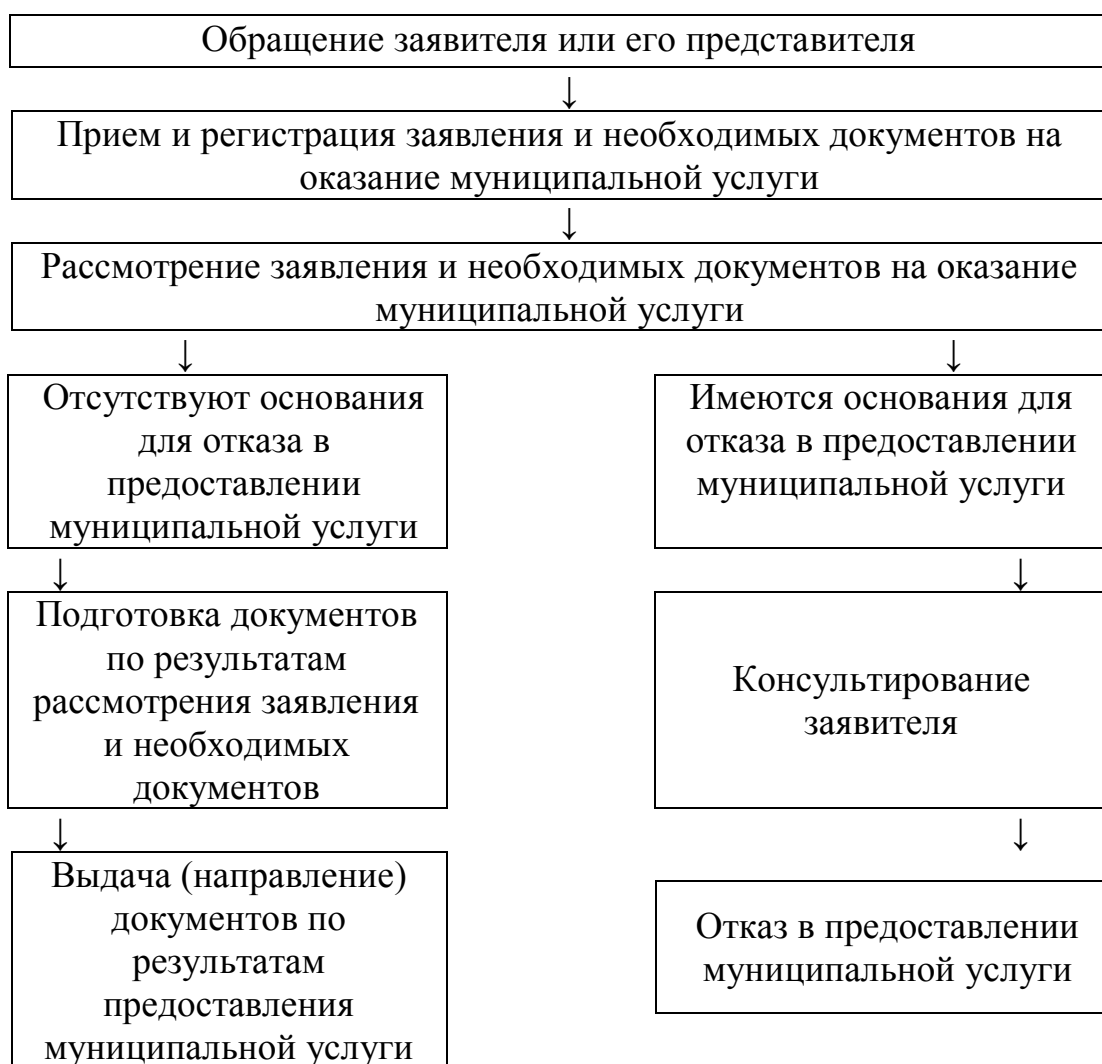 Обращение заявителя или его представителя
↓
Прием и регистрация заявления и необходимых документов на
оказание муниципальной услуги
↓
Рассмотрение заявления и необходимых документов на оказание
муниципальной услуги
↓
Отсутствуют основания
для отказа в
предоставлении
муниципальной услуги
↓
Подготовка документов
по результатам
рассмотрения заявления
и необходимых
документов
↓
Выдача (направление)
документов по
результатам
предоставления
муниципальной услуги
↓
Имеются основания для
отказа в предоставлении
муниципальной услуги
↓
Консультирование
заявителя
↓
Отказ в предоставлении
муниципальной услуги